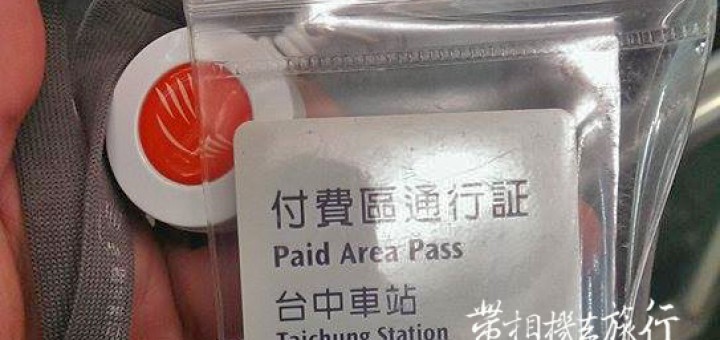 付費區通行証
Paid Area Pass
台中車站
Taichung Station
帶相機去旅行